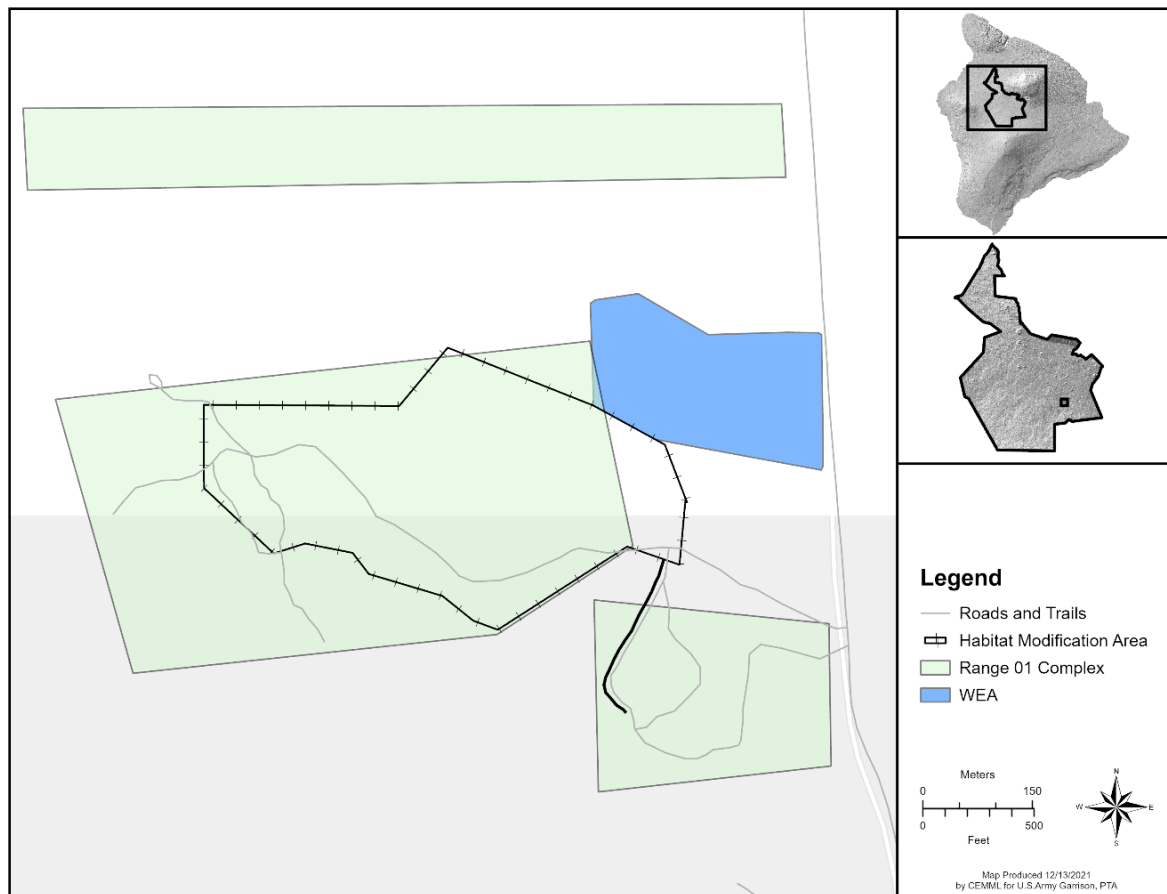 Legend
Roads and Trails
Habitat Modification Area
Range 01 Complex
WEA
Meters
0 150
0 500
Feet
N
W E
S
Map Produced 12/13/2021
by CEMML for U.S.Army Garrison, PTA